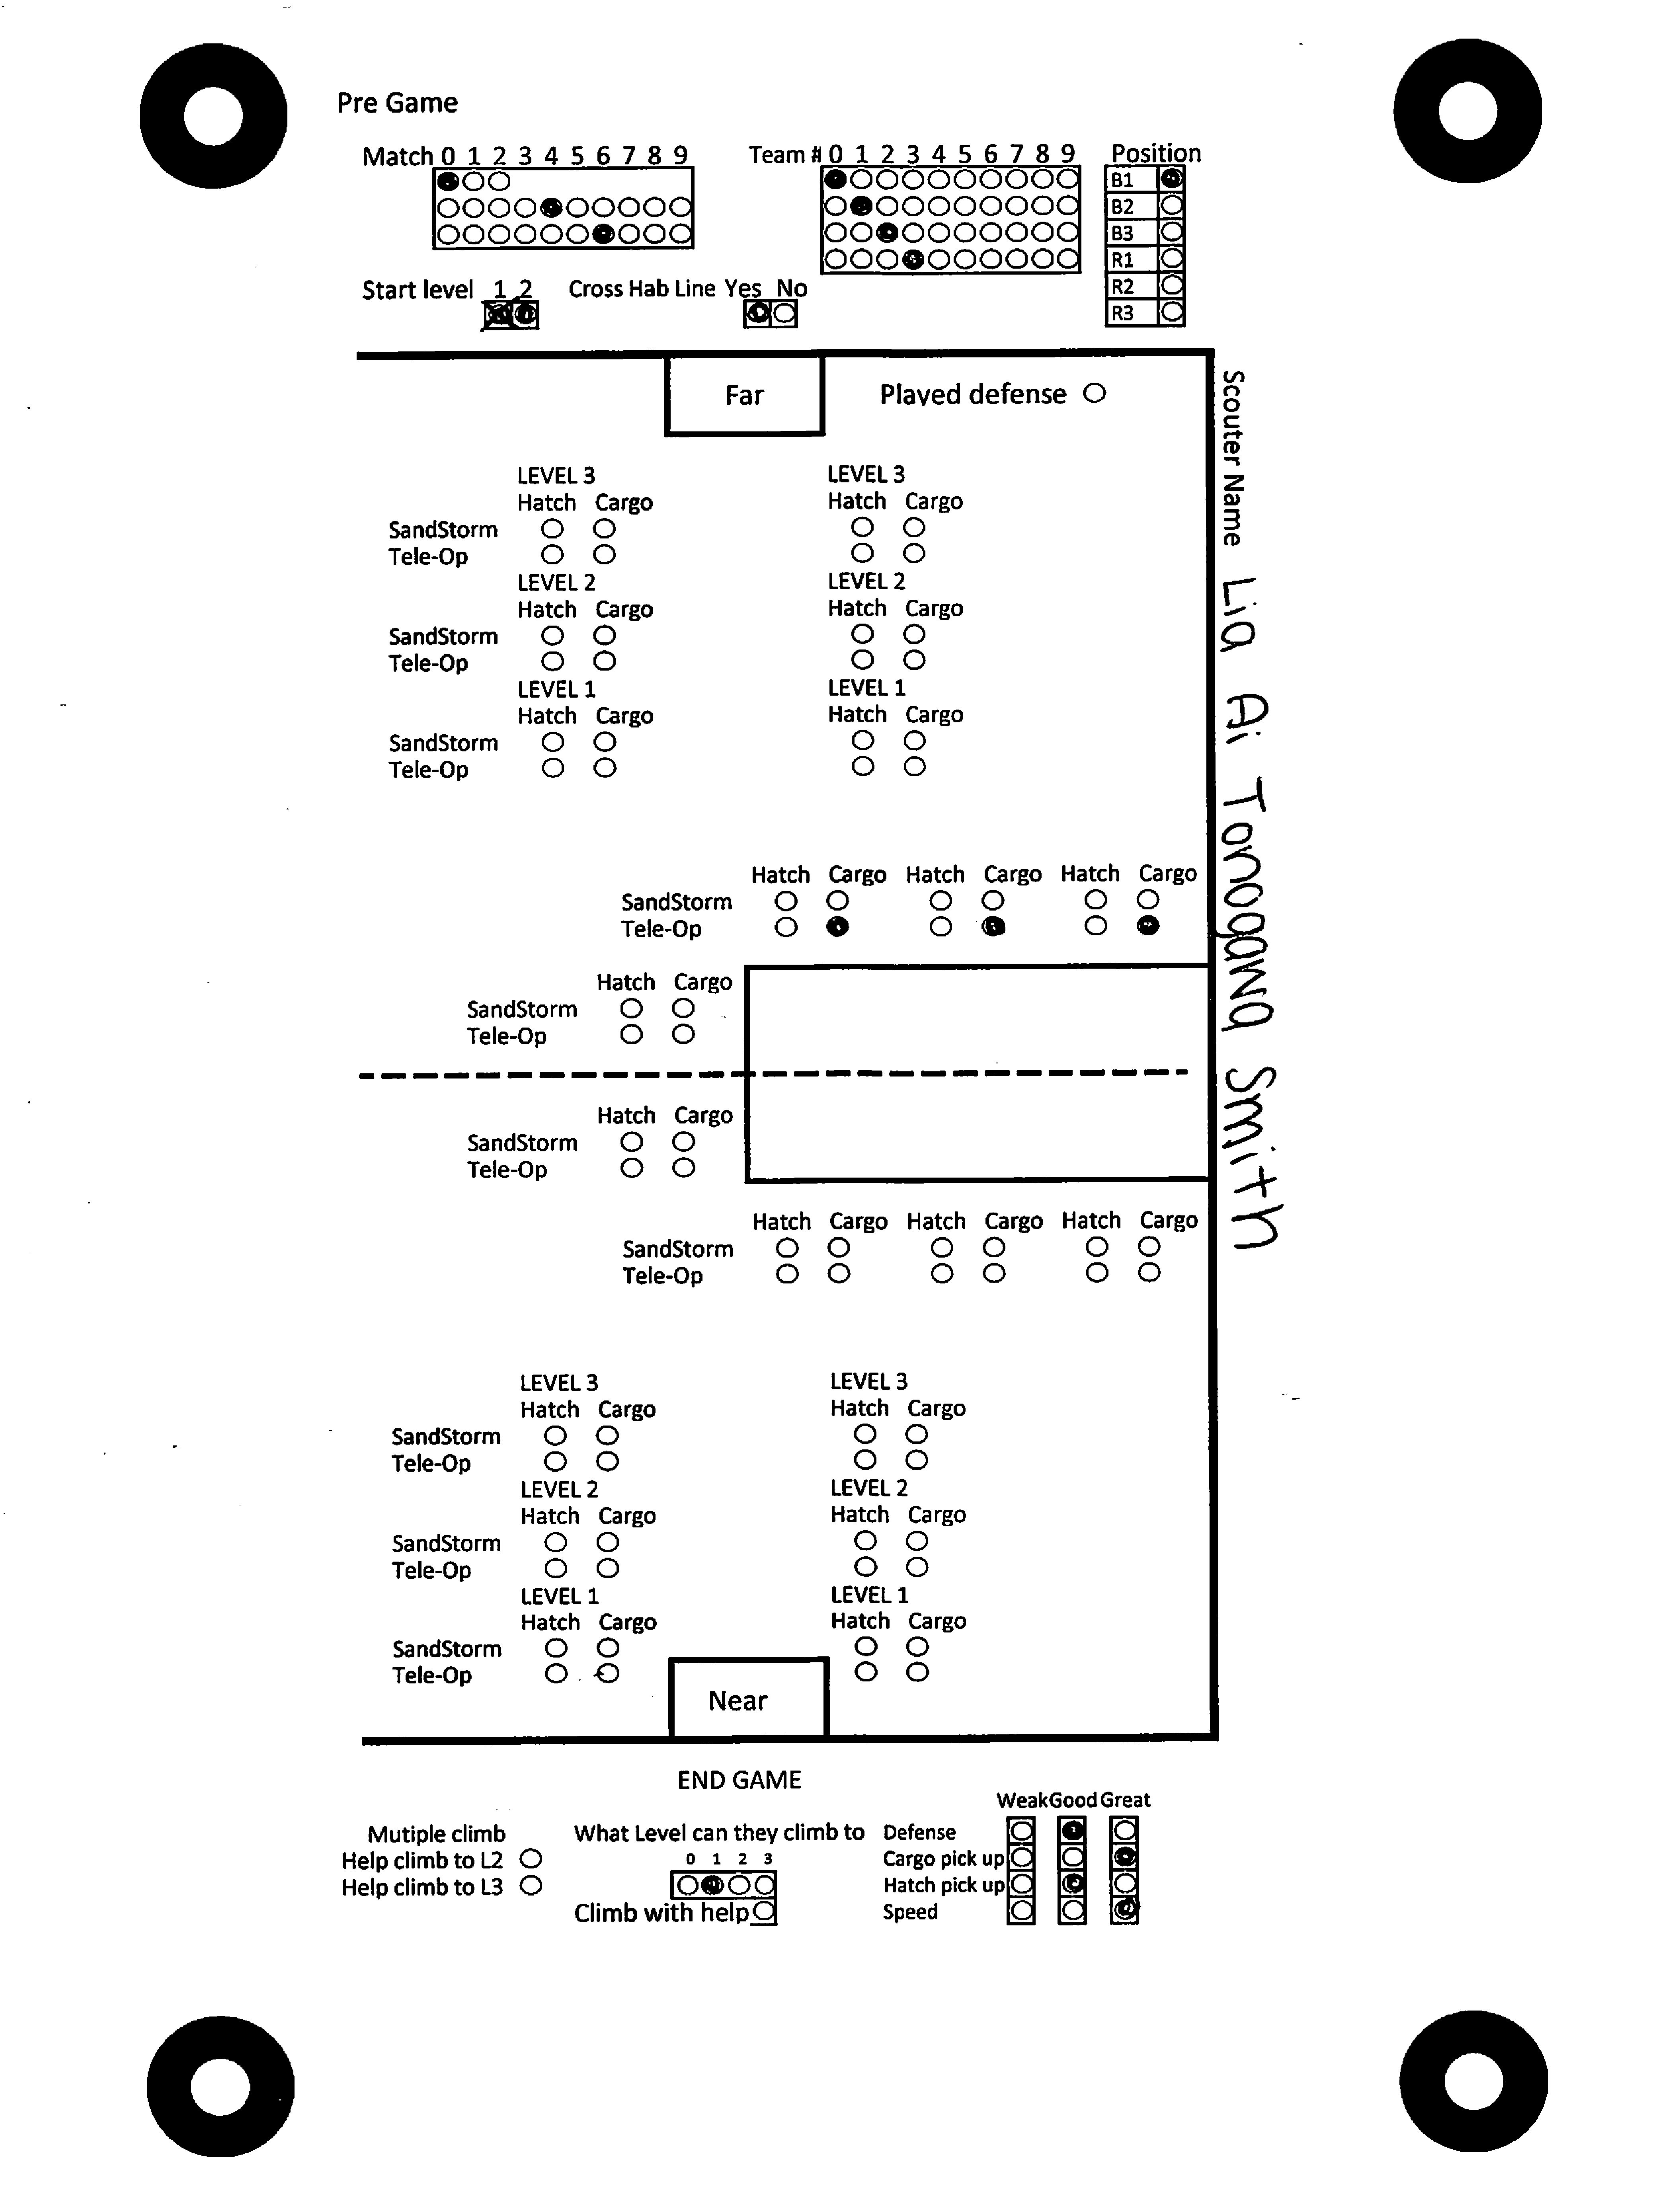 Pre Game
Match 0 1 2 3 4 5 6 7 8 9
Team # 0 1 2 3 4 5 6 7 8 9
Position
B1
B2
B3
R1
R2
R3
Start level 1 2
Cross Hab Line Yes No
Far
Played defense
Scouter Name Lia Ai Tonogawa Smith
LEVEL 3 LEVEL 3
Hatch Cargo Hatch Cargo
SandStorm
Tele-Op
LEVEL 2 LEVEL 2
Hatch Cargo Hatch Cargo
SandStorm
Tele-Op
LEVEL 1 LEVEL 1
Hatch Cargo Hatch Cargo
SandStorm
Tele-Op
Hatch Cargo Hatch Cargo Hatch Cargo
SandStorm
Tele-Op
Hatch Cargo
SandStorm
Tele-Op
Hatch Cargo
SandStorm
Tele-Op
Hatch Cargo Hatch Cargo Hatch Cargo
SandStorm
Tele-Op
LEVEL 3 LEVEL 3
Hatch Cargo Hatch Cargo
SandStorm
Tele-Op
LEVEL 2 LEVEL 2
Hatch Cargo Hatch Cargo
SandStorm
Tele-Op
LEVEL 1 LEVEL 1
Hatch Cargo Hatch Cargo
SandStorm
Tele-Op
Near
END GAME
Mutiple climb
Help climb to L2
Help climb to L3
What Level can they climb to
0 1 2 3
Climb with help
Weak Good Great
Defense
Cargo pick up
Hatch pick up
Speed